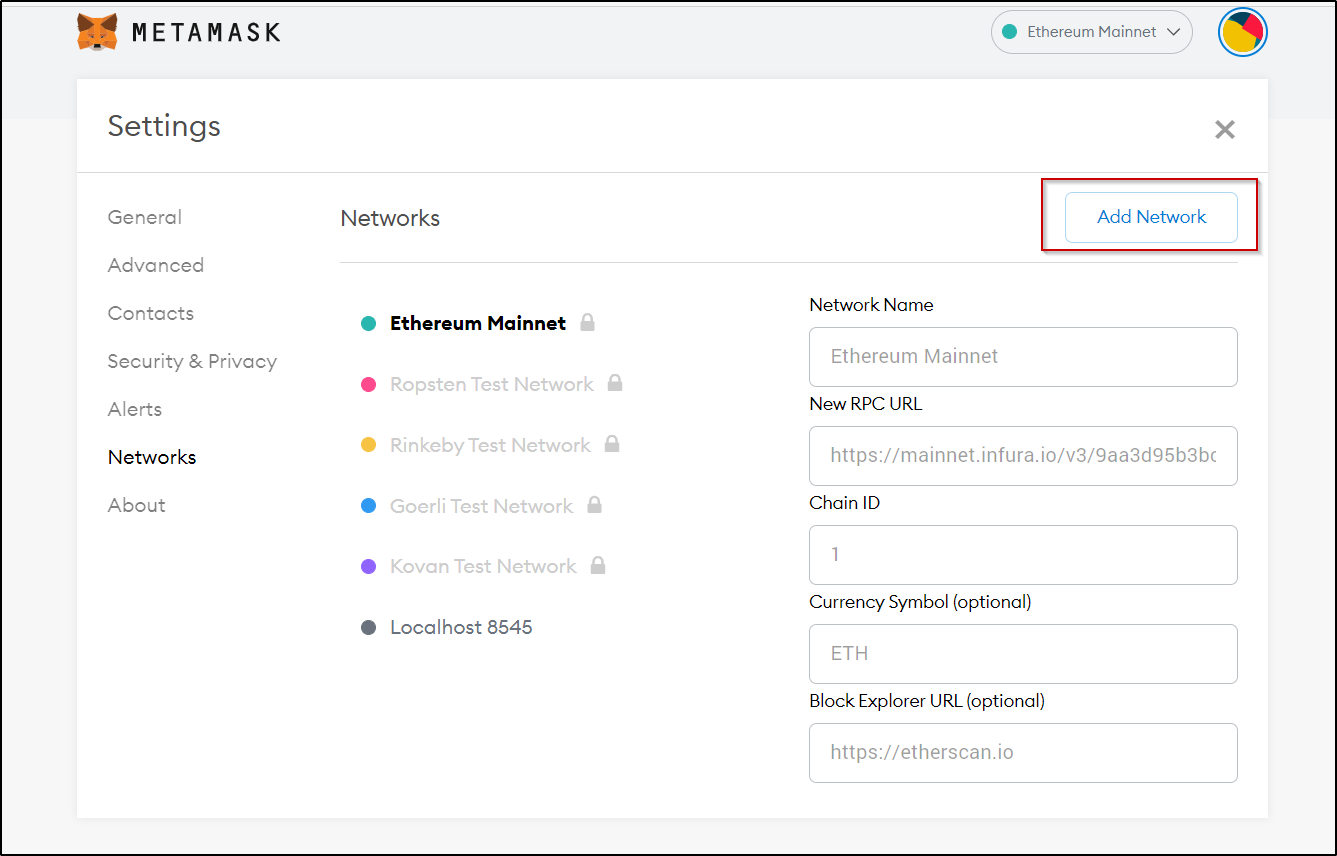 METAMASK
Ethereum Mainnet
Settings
General
Advanced
Contacts
Security & Privacy
Alerts
Networks
About
Networks
Add Network
Ethereum Mainnet
Ropsten Test Network
Rinkeby Test Network
Goerli Test Network
Kovan Test Network
Localhost 8545
Network Name
Ethereum Mainnet
New RPC URL
https://mainnet.infura.io/v3/9aa3d95b3bc
Chain ID
1
Currency Symbol (optional)
ETH
Block Explorer URL (optional)
https://etherscan.io